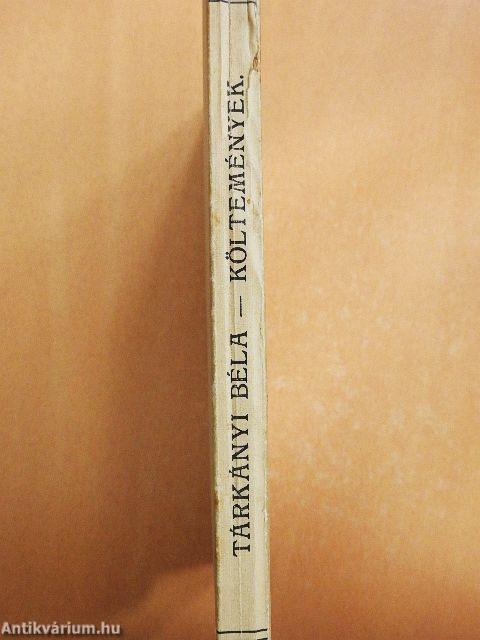 TÁRKÁNYI BÉLA — KÖLTEMÉNYEK.
Antikvárium.hu